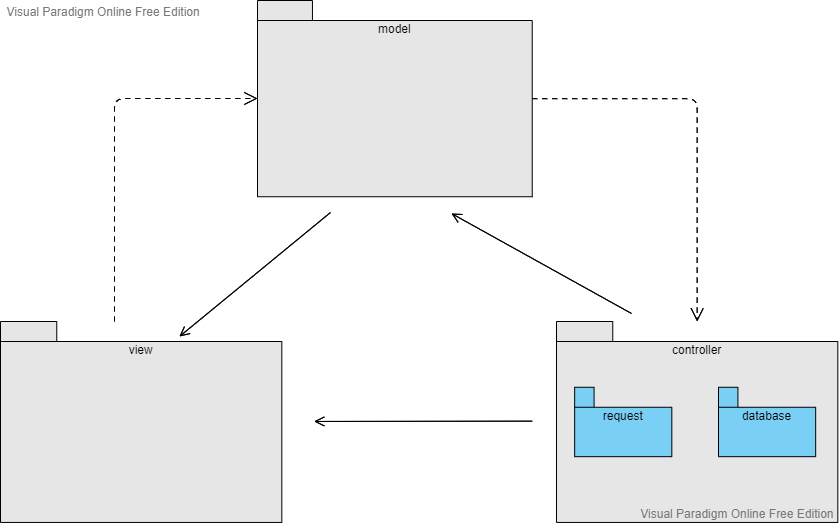 Visual Paradigm Online Free Edition
model
view
controller
request
database
Visual Paradigm Online Free Edition